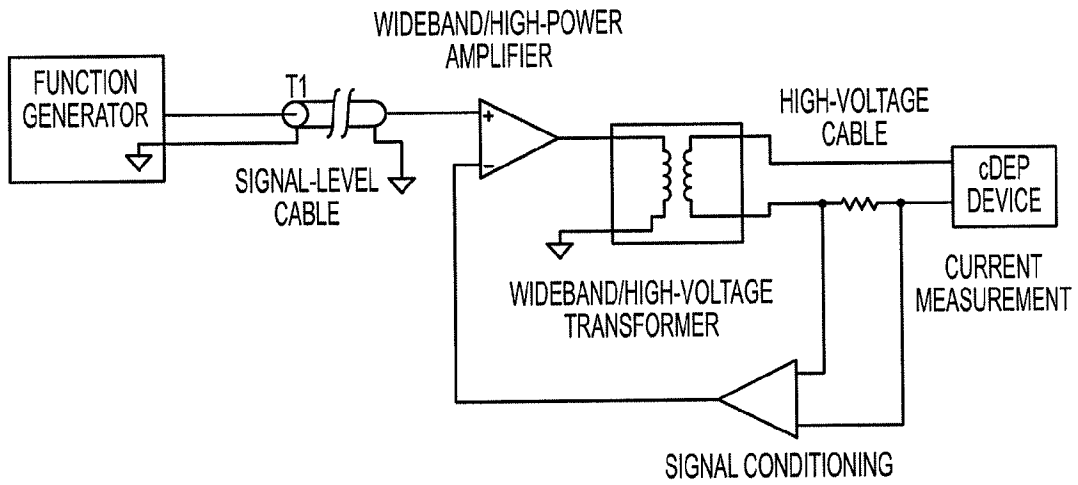 WIDEBAND/HIGH-POWER
AMPLIFIER
FUNCTION
GENERATOR
T1
SIGNAL-LEVEL
CABLE
+
−
HIGH-VOLTAGE
CABLE
cDEP
DEVICE
WIDEBAND/HIGH-VOLTAGE
TRANSFORMER
CURRENT
MEASUREMENT
SIGNAL CONDITIONING